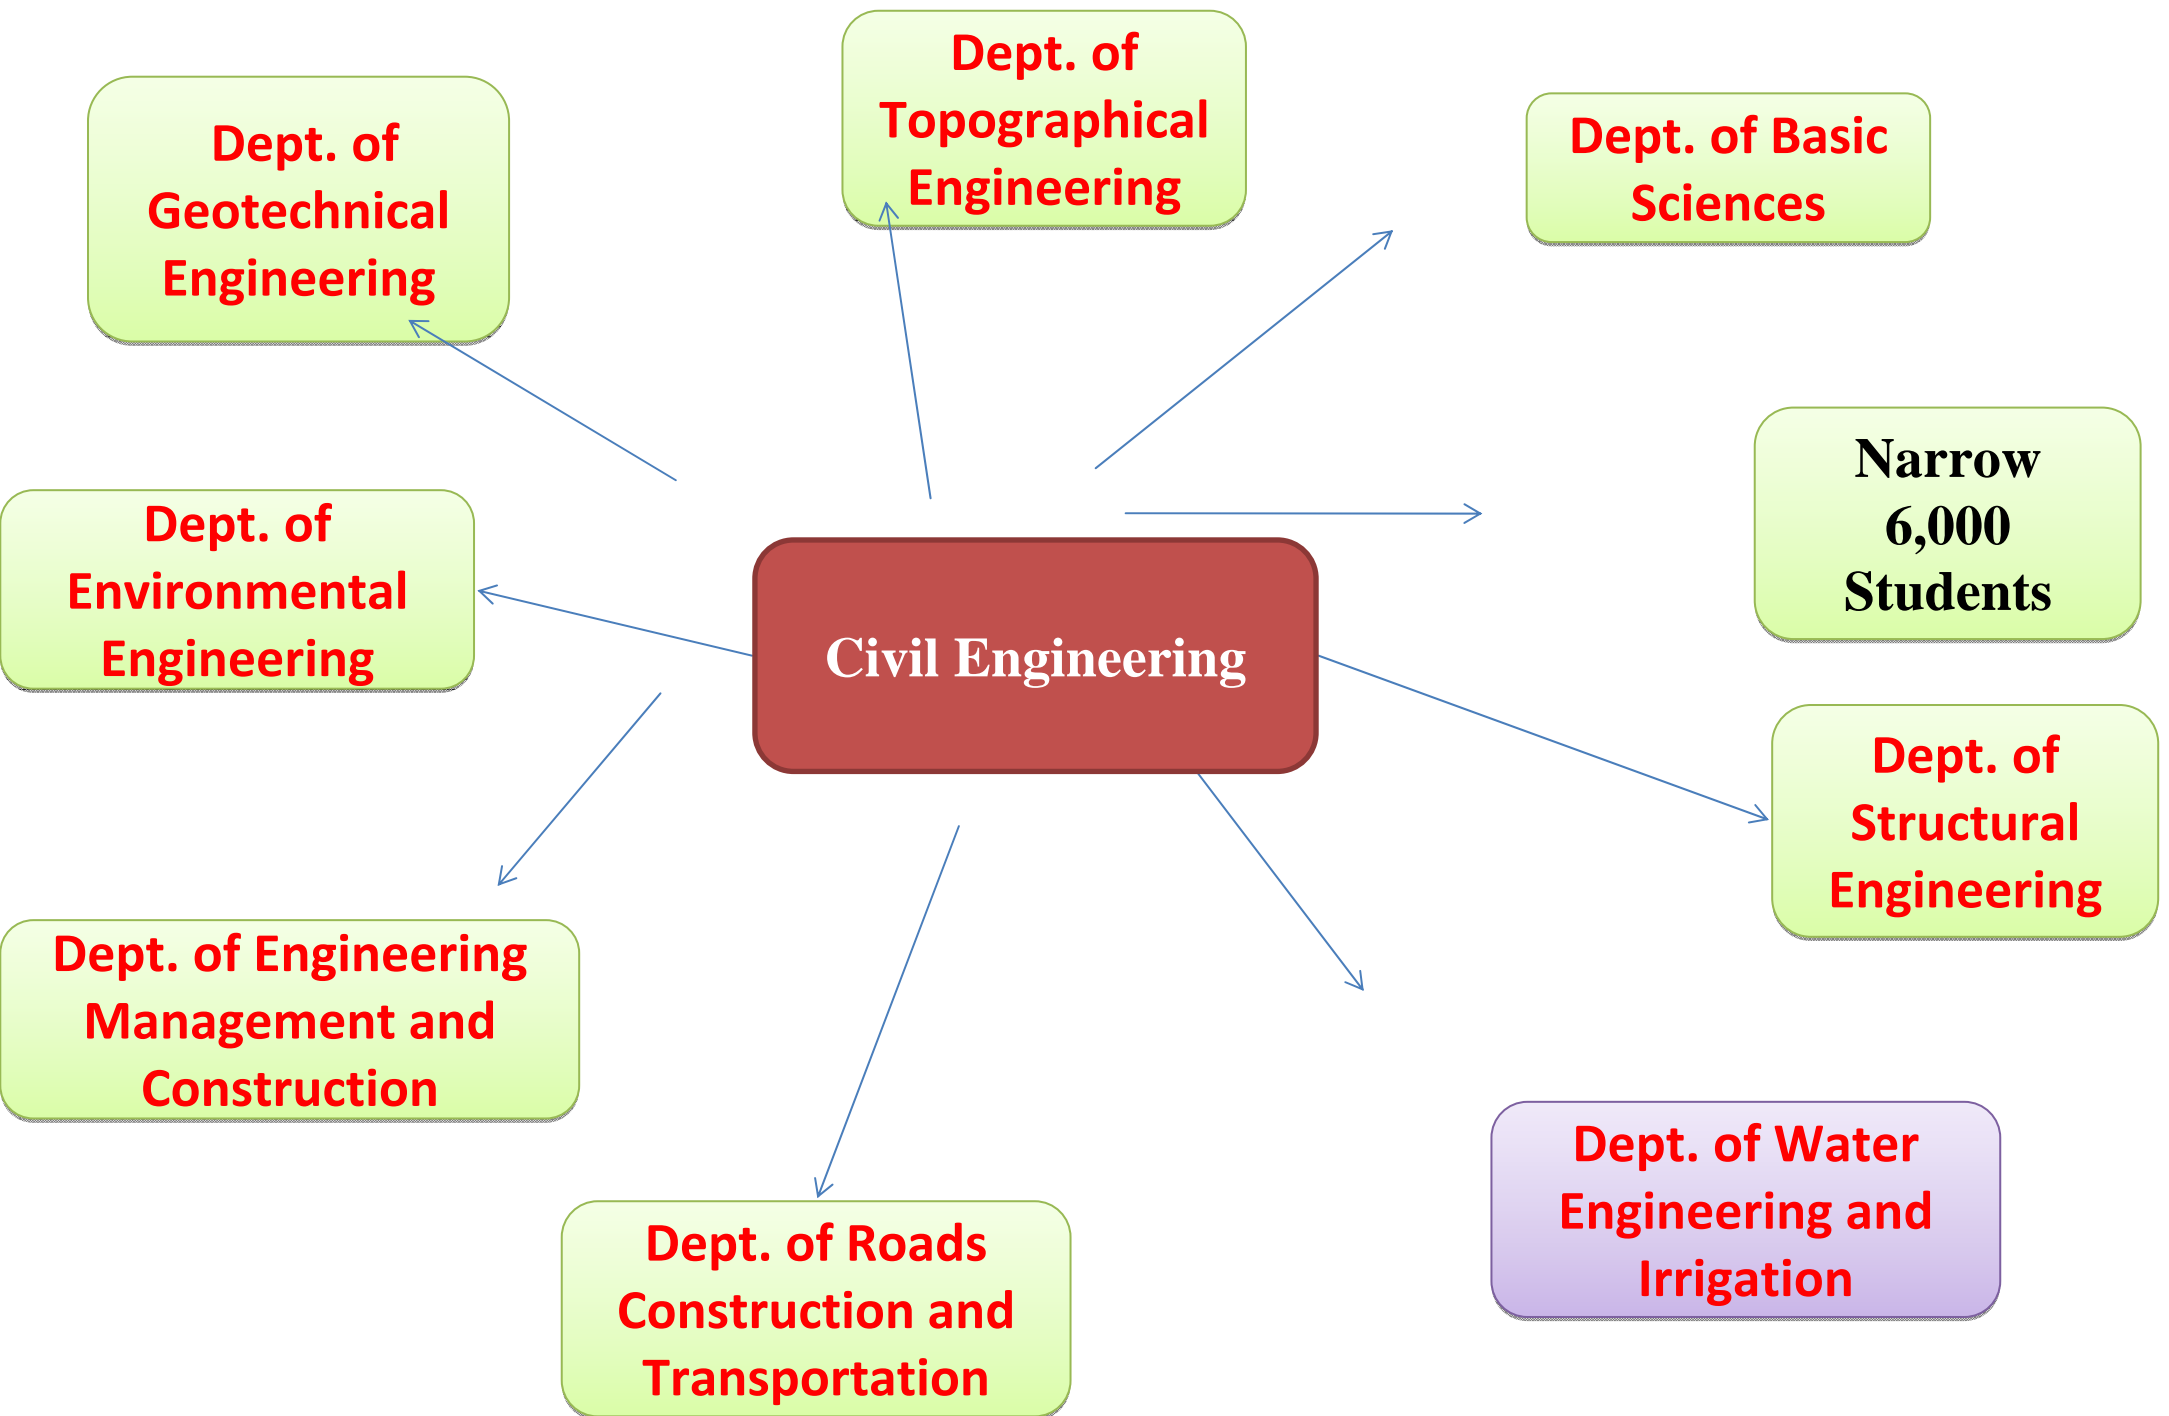 Dept. of
Topographical
Engineering
Dept. of
Geotechnical
Engineering
Dept. of Basic
Sciences
Narrow
6,000
Students
Dept. of
Environmental
Engineering
Civil Engineering
Dept. of
Structural
Engineering
Dept. of Engineering
Management and
Construction
Dept. of Water
Engineering and
Irrigation
Dept. of Roads
Construction and
Transportation